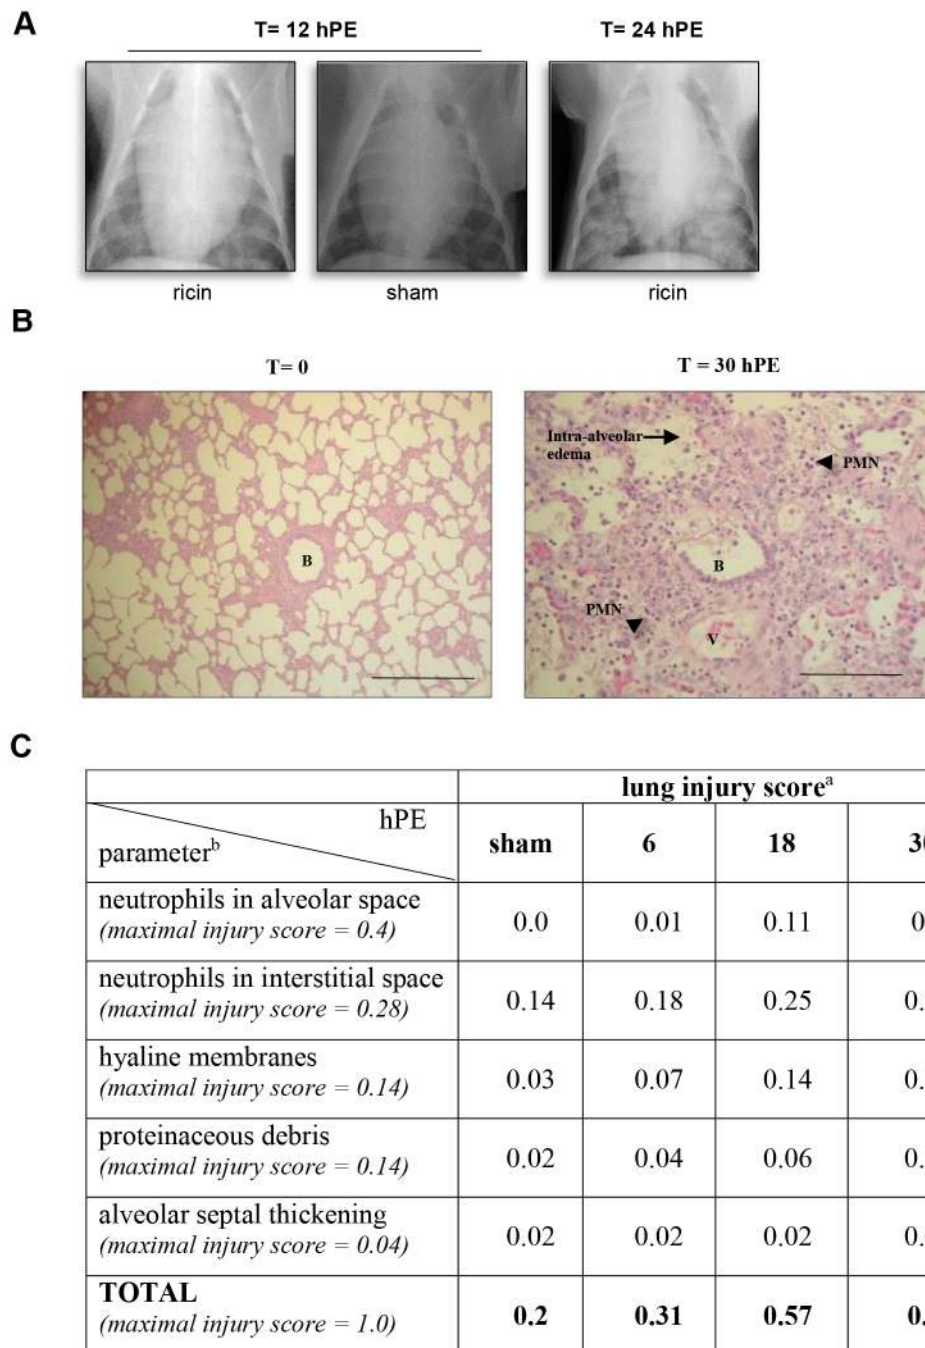 A
T= 12 hPE
T= 24 hPE
ricin
sham
ricin
B
T= 0
T = 30 hPE
B
Intra-alveolar
edema
PMN
B
PMN
V
C
lung injury scoreᵃ
hPE
parameterᵇ
sham 6 18
neutrophils in alveolar space
(maximal injury score = 0.4)
0.0 0.01 0.11
neutrophils in interstitial space
(maximal injury score = 0.28)
0.14 0.18 0.25
hyaline membranes
(maximal injury score = 0.14)
0.03 0.07 0.14
proteinaceous debris
(maximal injury score = 0.14)
0.02 0.04 0.06
alveolar septal thickening
(maximal injury score = 0.04)
0.02 0.02 0.02
TOTAL
(maximal injury score = 1.0)
0.2 0.31 0.57